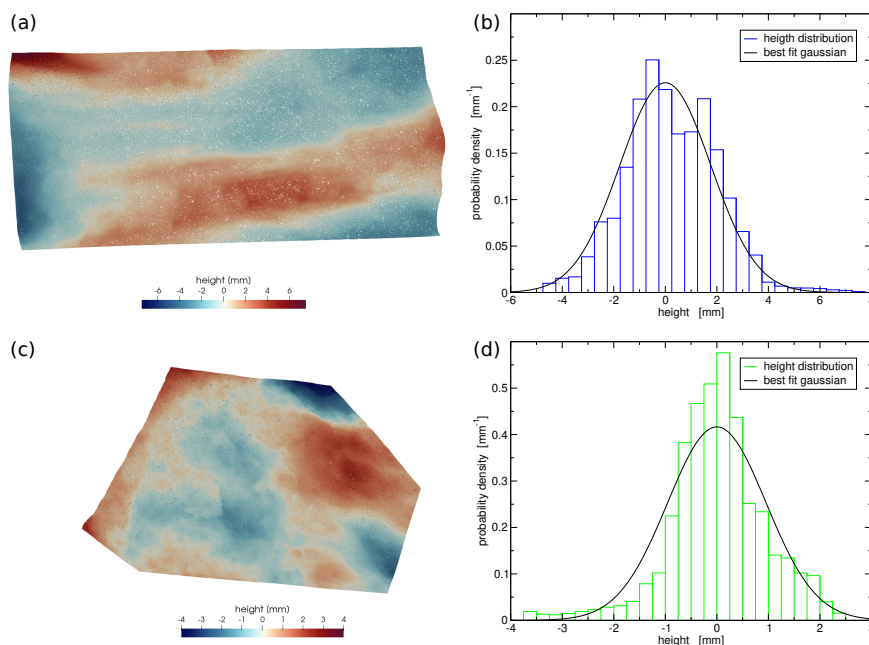 (a)
height (mm)
-6 -4 -2 0 2 4 6
(b)
heigth distribution
best fit gaussian
probability density [mm⁻¹]
0.25
0.2
0.15
0.1
0.05
0
-6 -4 -2 0 2 4 6
height [mm]
(c)
height (mm)
-4 -3 -2 -1 0 1 2 3 4
(d)
height distribution
best fit gaussian
probability density [mm⁻¹]
0.5
0.4
0.3
0.2
0.1
0
-4 -3 -2 -1 0 1 2 3
height [mm]